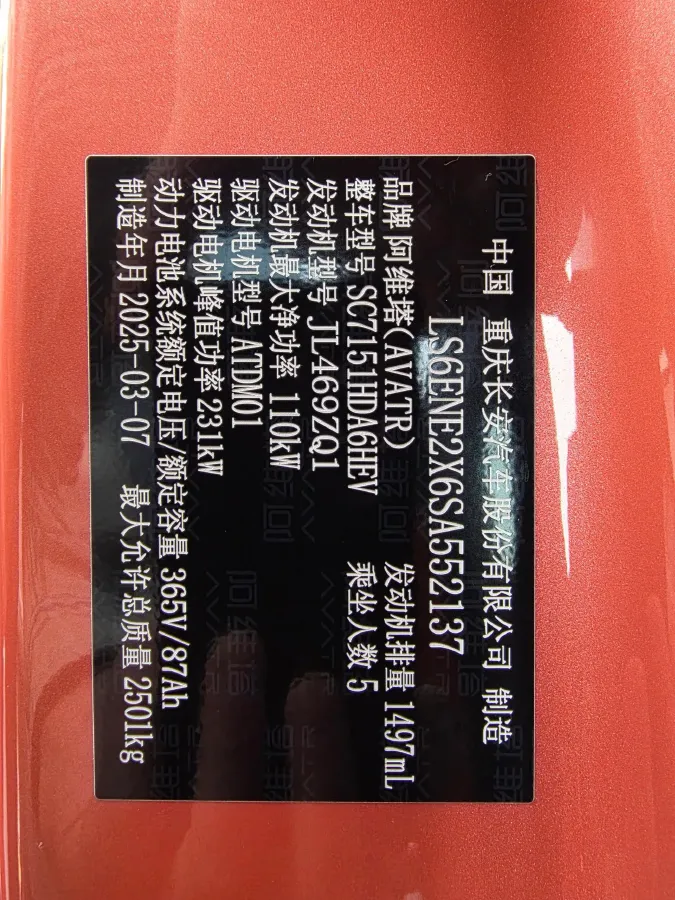 中国 重庆长安汽车股份有限公司 制造
LS6ENE2X6SA552137
品牌 阿维塔(AVATR) 发动机排量 1497mL
整车型号 SC7151HDA6HEV 乘坐人数 5
发动机型号 JL469ZQ1
发动机最大净功率 110kW
驱动电机型号 ATDM01
驱动电机峰值功率 231kW
动力电池系统额定电压/额定容量 365V/87Ah
制造年月 2025-03-07 最大允许总质量 2501kg